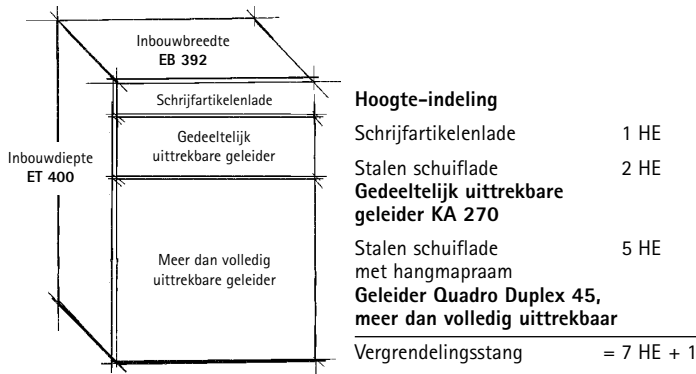 Inbouwbreedte
EB 392
Schrijfartikelenlade
Gedeeltelijk
uittrekbare geleider
Inbouwdiepte
ET 400
Meer dan volledig
uittrekbare geleider
Hoogte-indeling
Schrijfartikelenlade 1 HE
Stalen schuiflade 2 HE
Gedeeltelijk uittrekbare
geleider KA 270
Stalen schuiflade 5 HE
met hangmapraam
Geleider Quadro Duplex 45,
meer dan volledig uittrekbaar
Vergrendelingsstang = 7 HE + 1